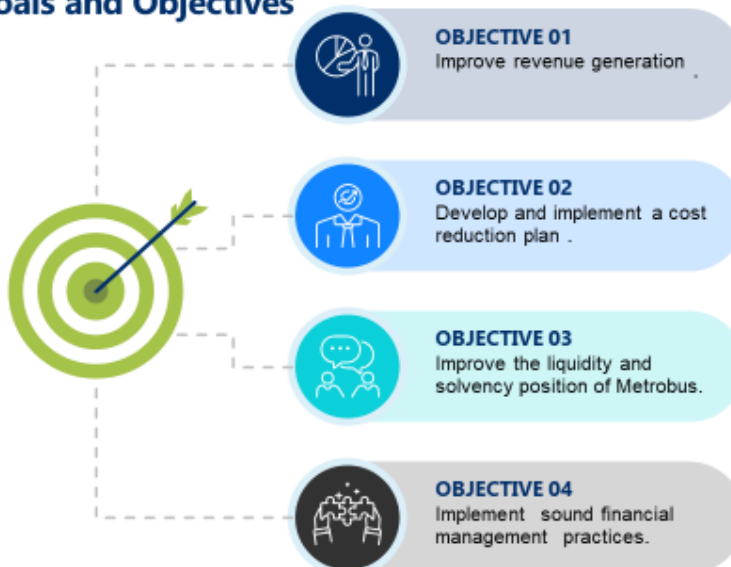 oals and Objectives
OBJECTIVE 01
Improve revenue generation .
OBJECTIVE 02
Develop and implement a cost
reduction plan .
OBJECTIVE 03
Improve the liquidity and
solvency position of Metrobus.
OBJECTIVE 04
Implement sound financial
management practices.